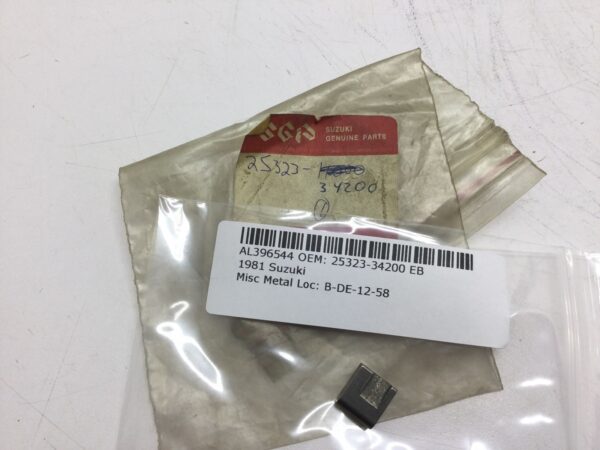 SGP SUZUKI
GENUINE PARTS
25323-
34200
AL396544 OEM: 25323-34200 EB
1981 Suzuki
Misc Metal Loc: B-DE-12-58